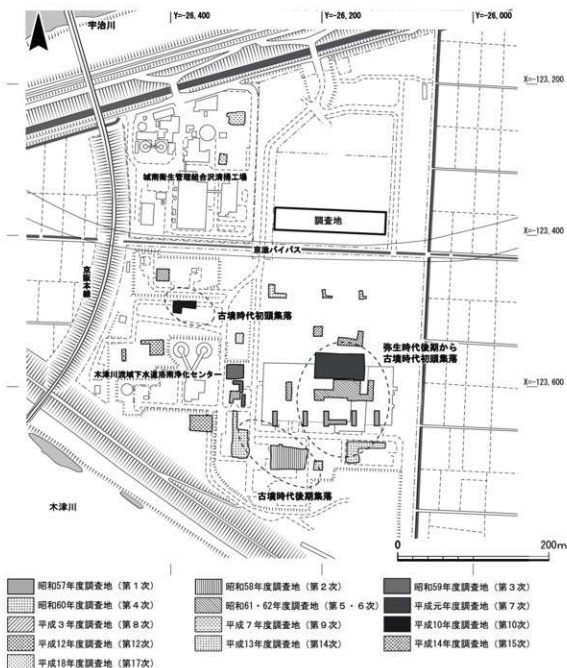 Y=-26,400
Y=-26,200
Y=-26,000
宇治川
X=-123,200
城南衛生管理組合沢清掃工場
調査地
X=-123,400
京滋バイパス
京阪本線
古墳時代初頭集落
弥生時代後期から
古墳時代初頭集落
木津川流域下水道洛南浄化センター
X=-123,600
古墳時代後期集落
木津川
0
200m
昭和57年度調査地（第１次）
昭和58年度調査地（第２次）
昭和59年度調査地（第３次）
昭和60年度調査地（第４次）
昭和61・62年度調査地（第５・６次）
平成元年度調査地（第７次）
平成３年度調査地（第８次）
平成７年度調査地（第９次）
平成10年度調査地（第10次）
平成12年度調査地（第12次）
平成13年度調査地（第14次）
平成14年度調査地（第15次）
平成18年度調査地（第17次）